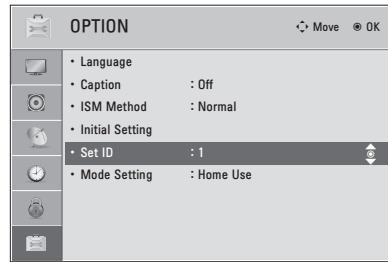 OPTION Move OK
• Language
• Caption : Off
• ISM Method : Normal
• Initial Setting
• Set ID : 1
• Mode Setting : Home Use